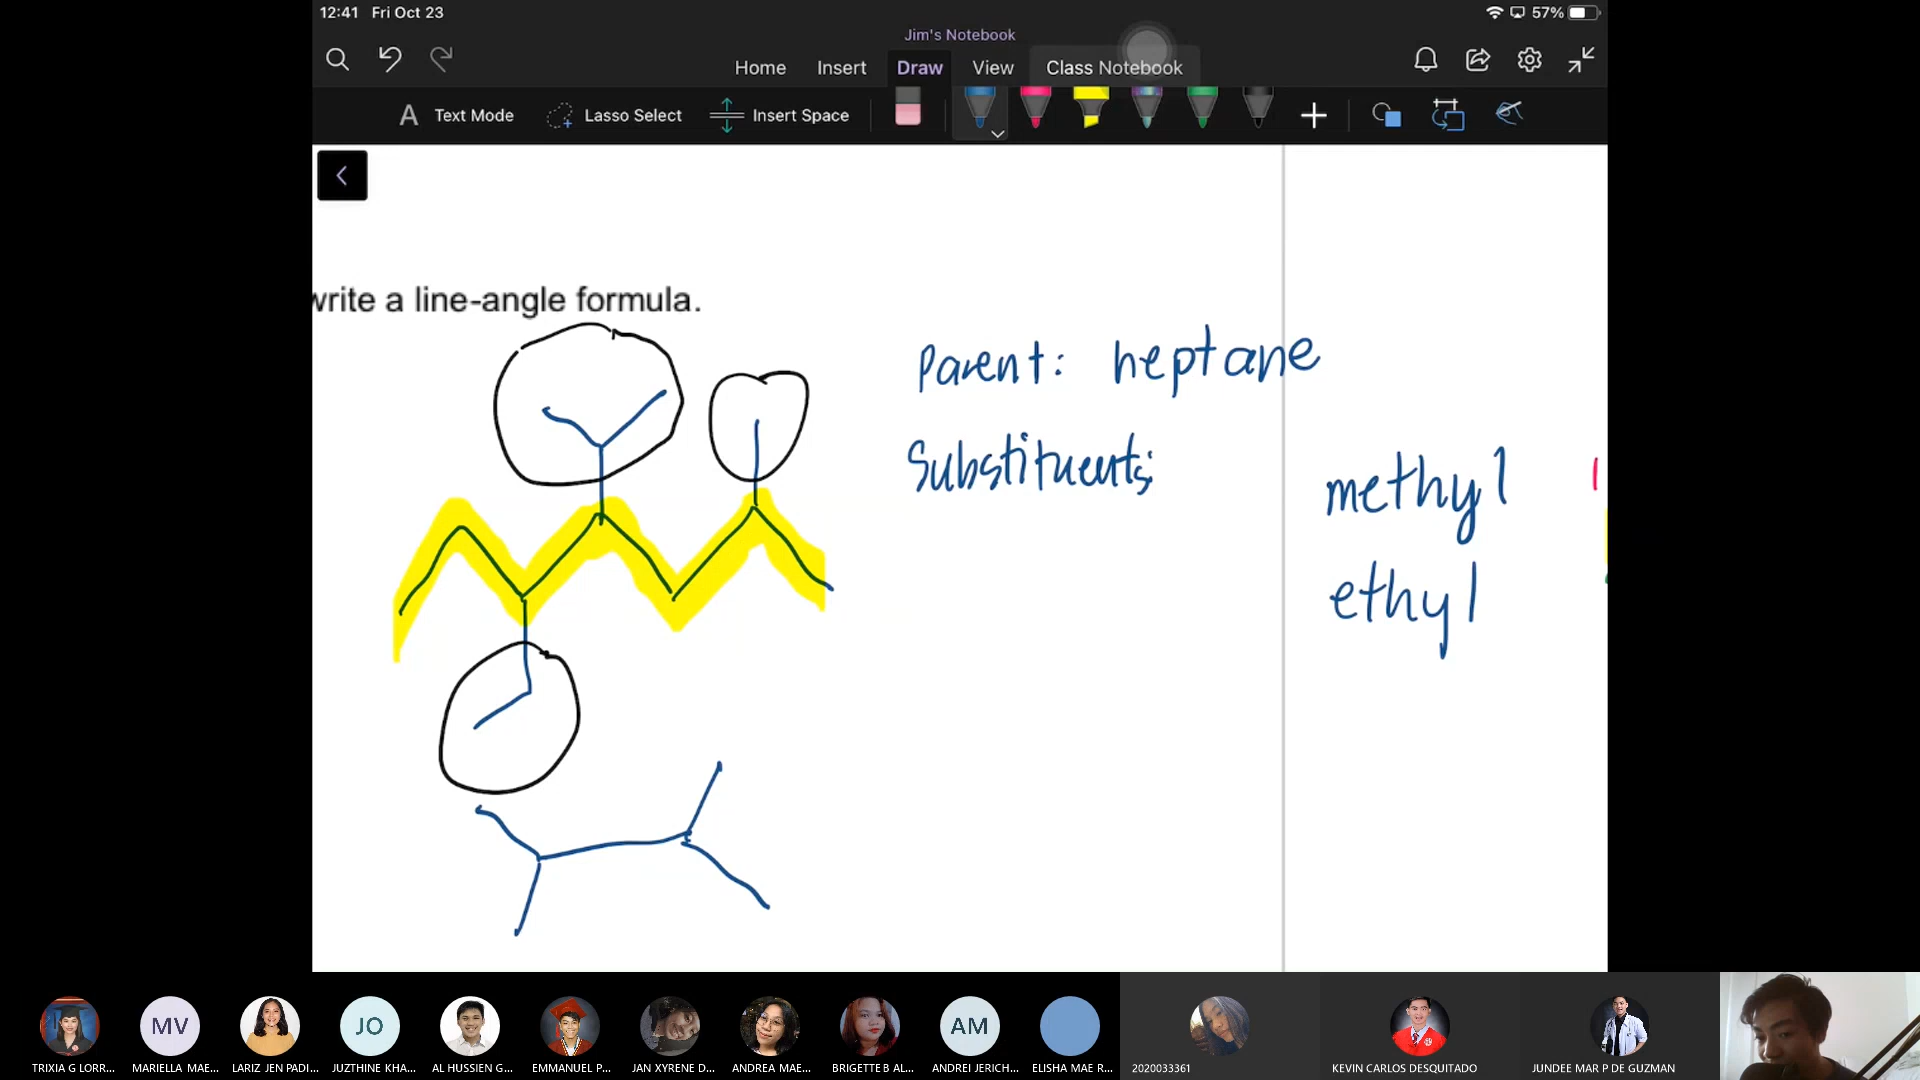 12:41 Fri Oct 23
57%
Jim's Notebook
Home Insert Draw View Class Notebook
A Text Mode Lasso Select Insert Space
write a line-angle formula.
Parent: heptane
Substituents:
methyl
ethyl
MV JO AM
TRIXIA G LORR... MARIELLA MAE... LARIZ JEN PADI... JUZTHINE KHA... AL HUSSIEN G... EMMANUEL P... JAN XYRENE D... ANDREA MAE... BRIGETTE B AL... ANDREI JERICH... ELISHA MAE R... 2020033361 KEVIN CARLOS DESQUITADO JUNDEE MAR P DE GUZMAN